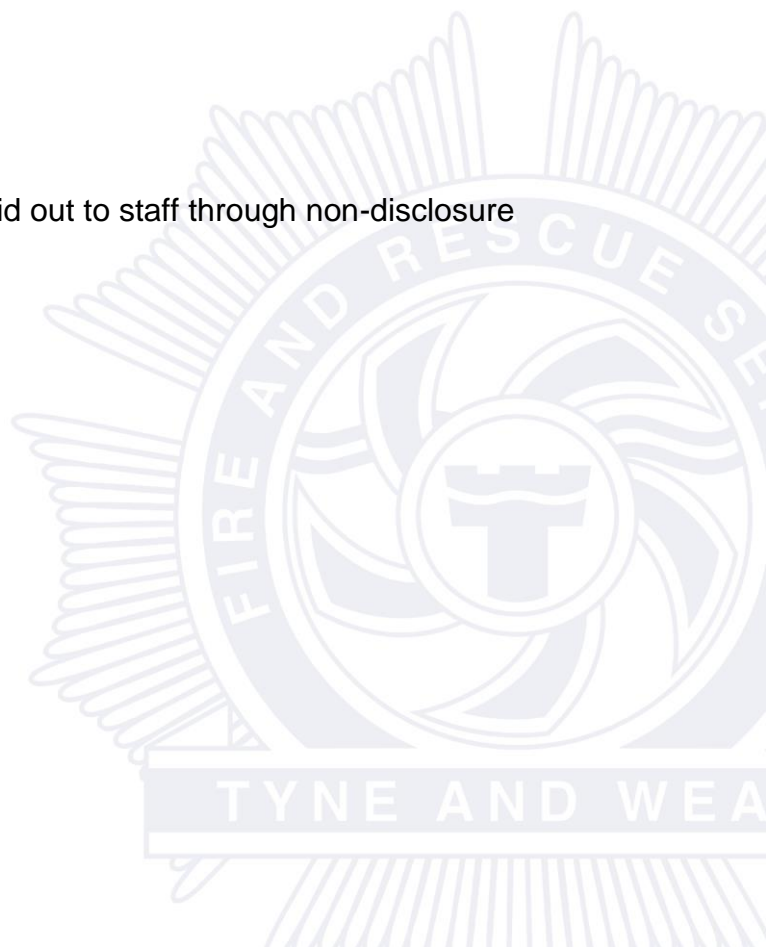 id out to staff through non-disclosure
FIRE AND RESCUE SE
TYNE AND WEA